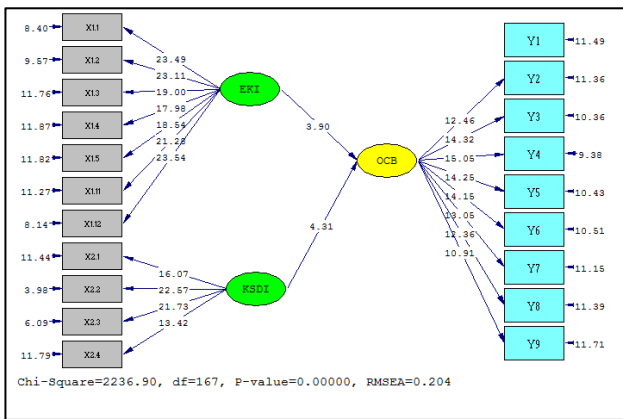 8.40 X1.1
9.57 X1.2
11.76 X1.3
11.87 X1.4
11.82 X1.5
11.27 X1.11
8.14 X1.12
11.44 X2.1
3.98 X2.2
6.09 X2.3
11.79 X2.4
23.49
23.11
19.00
17.98
18.54
21.28
23.54
16.07
22.57
21.73
13.42
EKI
KSDI
3.90
4.31
OCB
12.46
14.32
15.05
14.25
14.15
13.05
12.36
10.91
Y1 11.49
Y2 11.36
Y3 10.36
Y4 9.38
Y5 10.43
Y6 10.51
Y7 11.15
Y8 11.39
Y9 11.71
Chi-Square=2236.90, df=167, P-value=0.00000, RMSEA=0.204